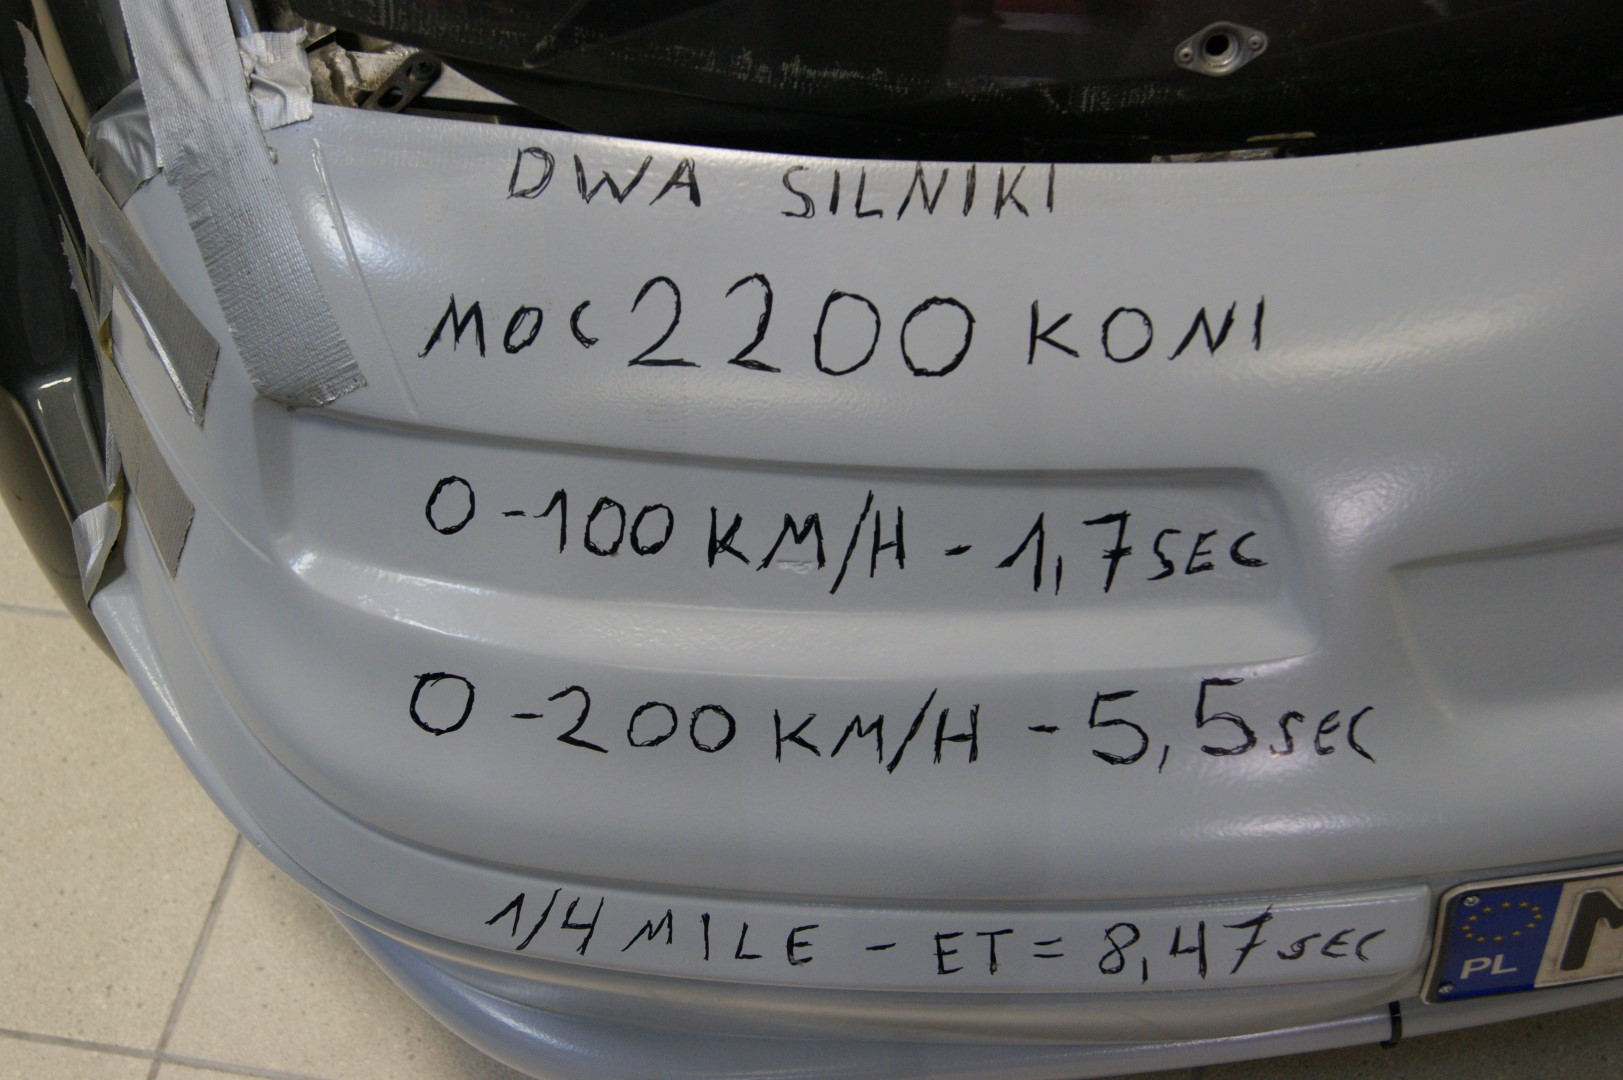 DWA SILNIKI
MOC 2200 KONI
0-100 KM/H - 1,7 SEC
0-200 KM/H - 5,5 SEC
1/4 MILE - ET = 8,47 SEC
PL